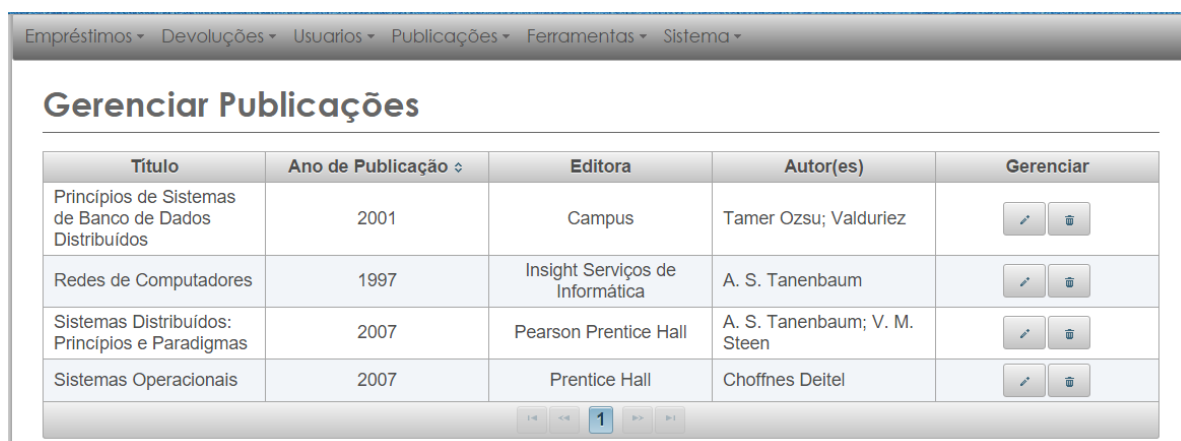 Empréstimos Devoluções Usuarios Publicações Ferramentas Sistema
Gerenciar Publicações
Título Ano de Publicação Editora Autor(es) Gerenciar
Princípios de Sistemas
de Banco de Dados
Distribuídos
2001
Campus
Tamer Ozsu; Valduriez
Redes de Computadores
1997
Insight Serviços de
Informática
A. S. Tanenbaum
Sistemas Distribuídos:
Princípios e Paradigmas
2007
Pearson Prentice Hall
A. S. Tanenbaum; V. M.
Steen
Sistemas Operacionais
2007
Prentice Hall
Choffnes Deitel
1